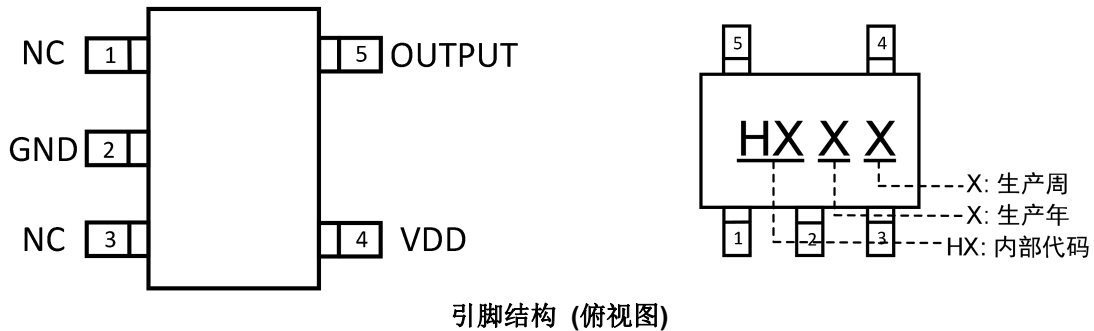 NC 1 5 OUTPUT
GND 2
NC 3 4 VDD
5 4
HX X X
X: 生产周
X: 生产年
HX: 内部代码
1 2 3
引脚结构 (俯视图)